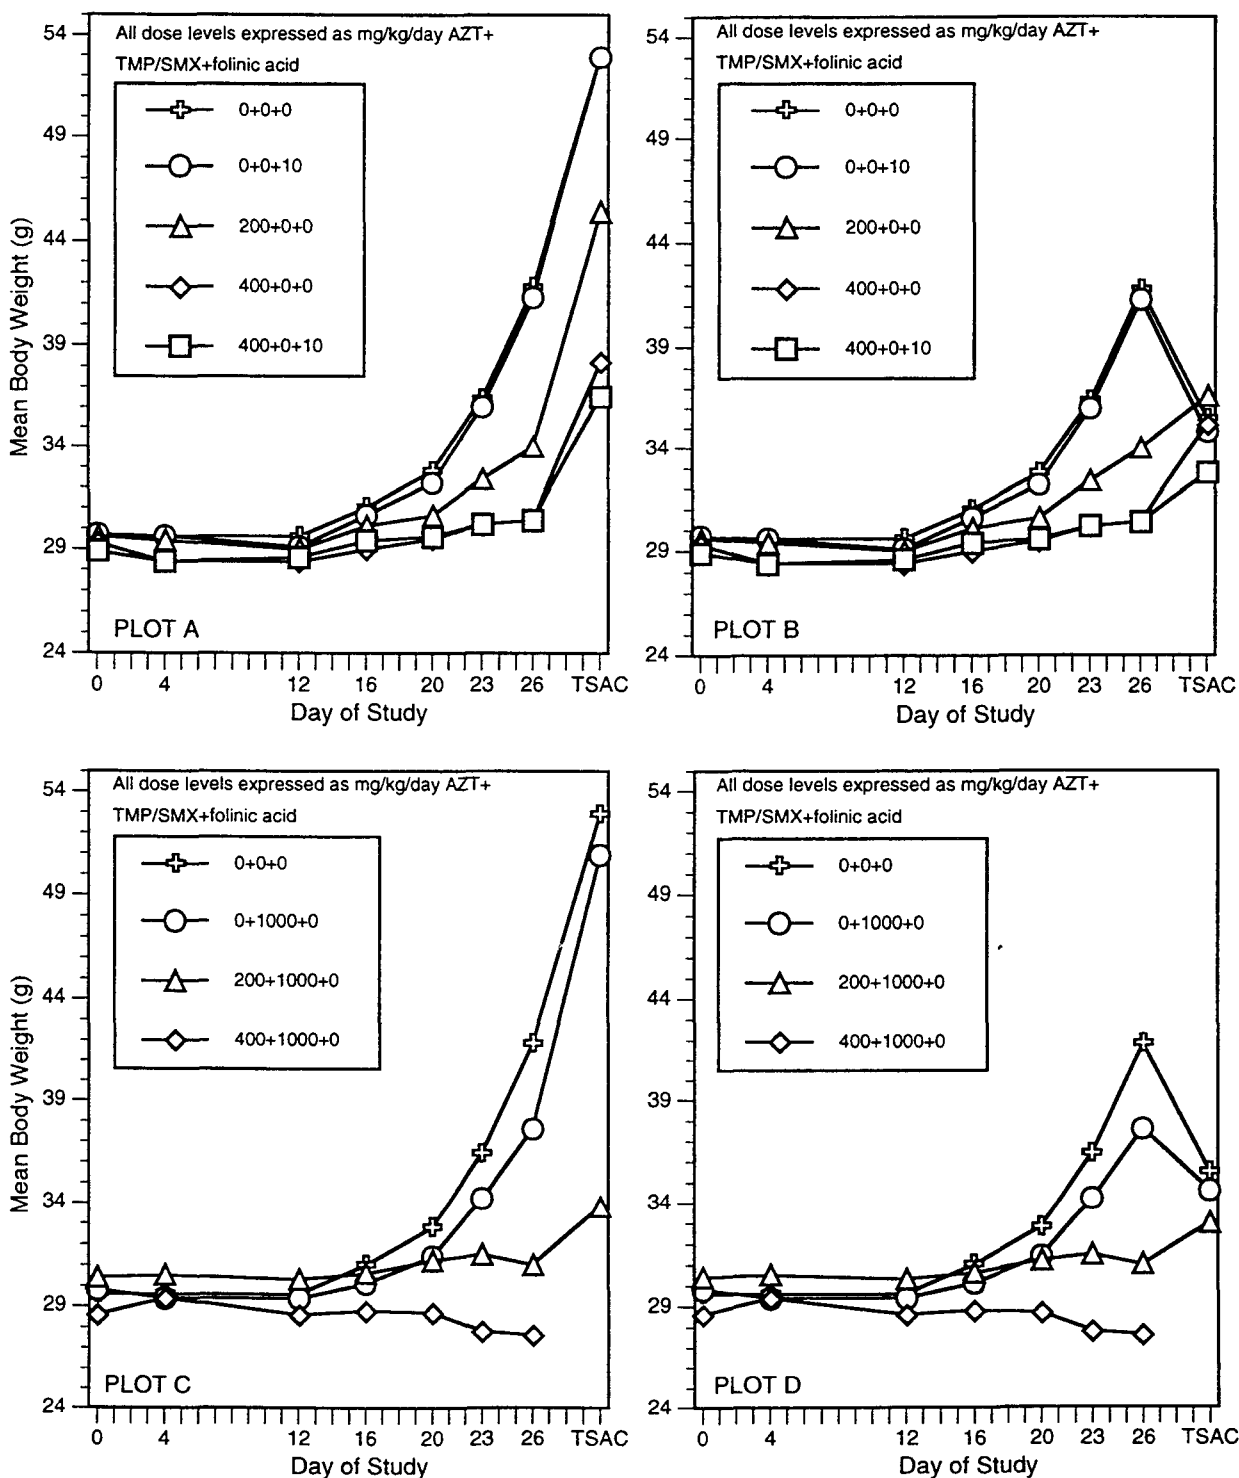 All dose levels expressed as mg/kg/day AZT+
TMP/SMX+folinic acid
0+0+0
0+0+10
200+0+0
400+0+0
400+0+10
54
49
44
39
34
29
24
Mean Body Weight (g)
PLOT A
0 4 12 16 20 23 26 TSAC
Day of Study
All dose levels expressed as mg/kg/day AZT+
TMP/SMX+folinic acid
0+0+0
0+0+10
200+0+0
400+0+0
400+0+10
54
49
44
39
34
29
24
PLOT B
0 4 12 16 20 23 26 TSAC
Day of Study
All dose levels expressed as mg/kg/day AZT+
TMP/SMX+folinic acid
0+0+0
0+1000+0
200+1000+0
400+1000+0
54
49
44
39
34
29
24
Mean Body Weight (g)
PLOT C
0 4 12 16 20 23 26 TSAC
Day of Study
All dose levels expressed as mg/kg/day AZT+
TMP/SMX+folinic acid
0+0+0
0+1000+0
200+1000+0
400+1000+0
54
49
44
39
34
29
24
PLOT D
0 4 12 16 20 23 26 TSAC
Day of Study